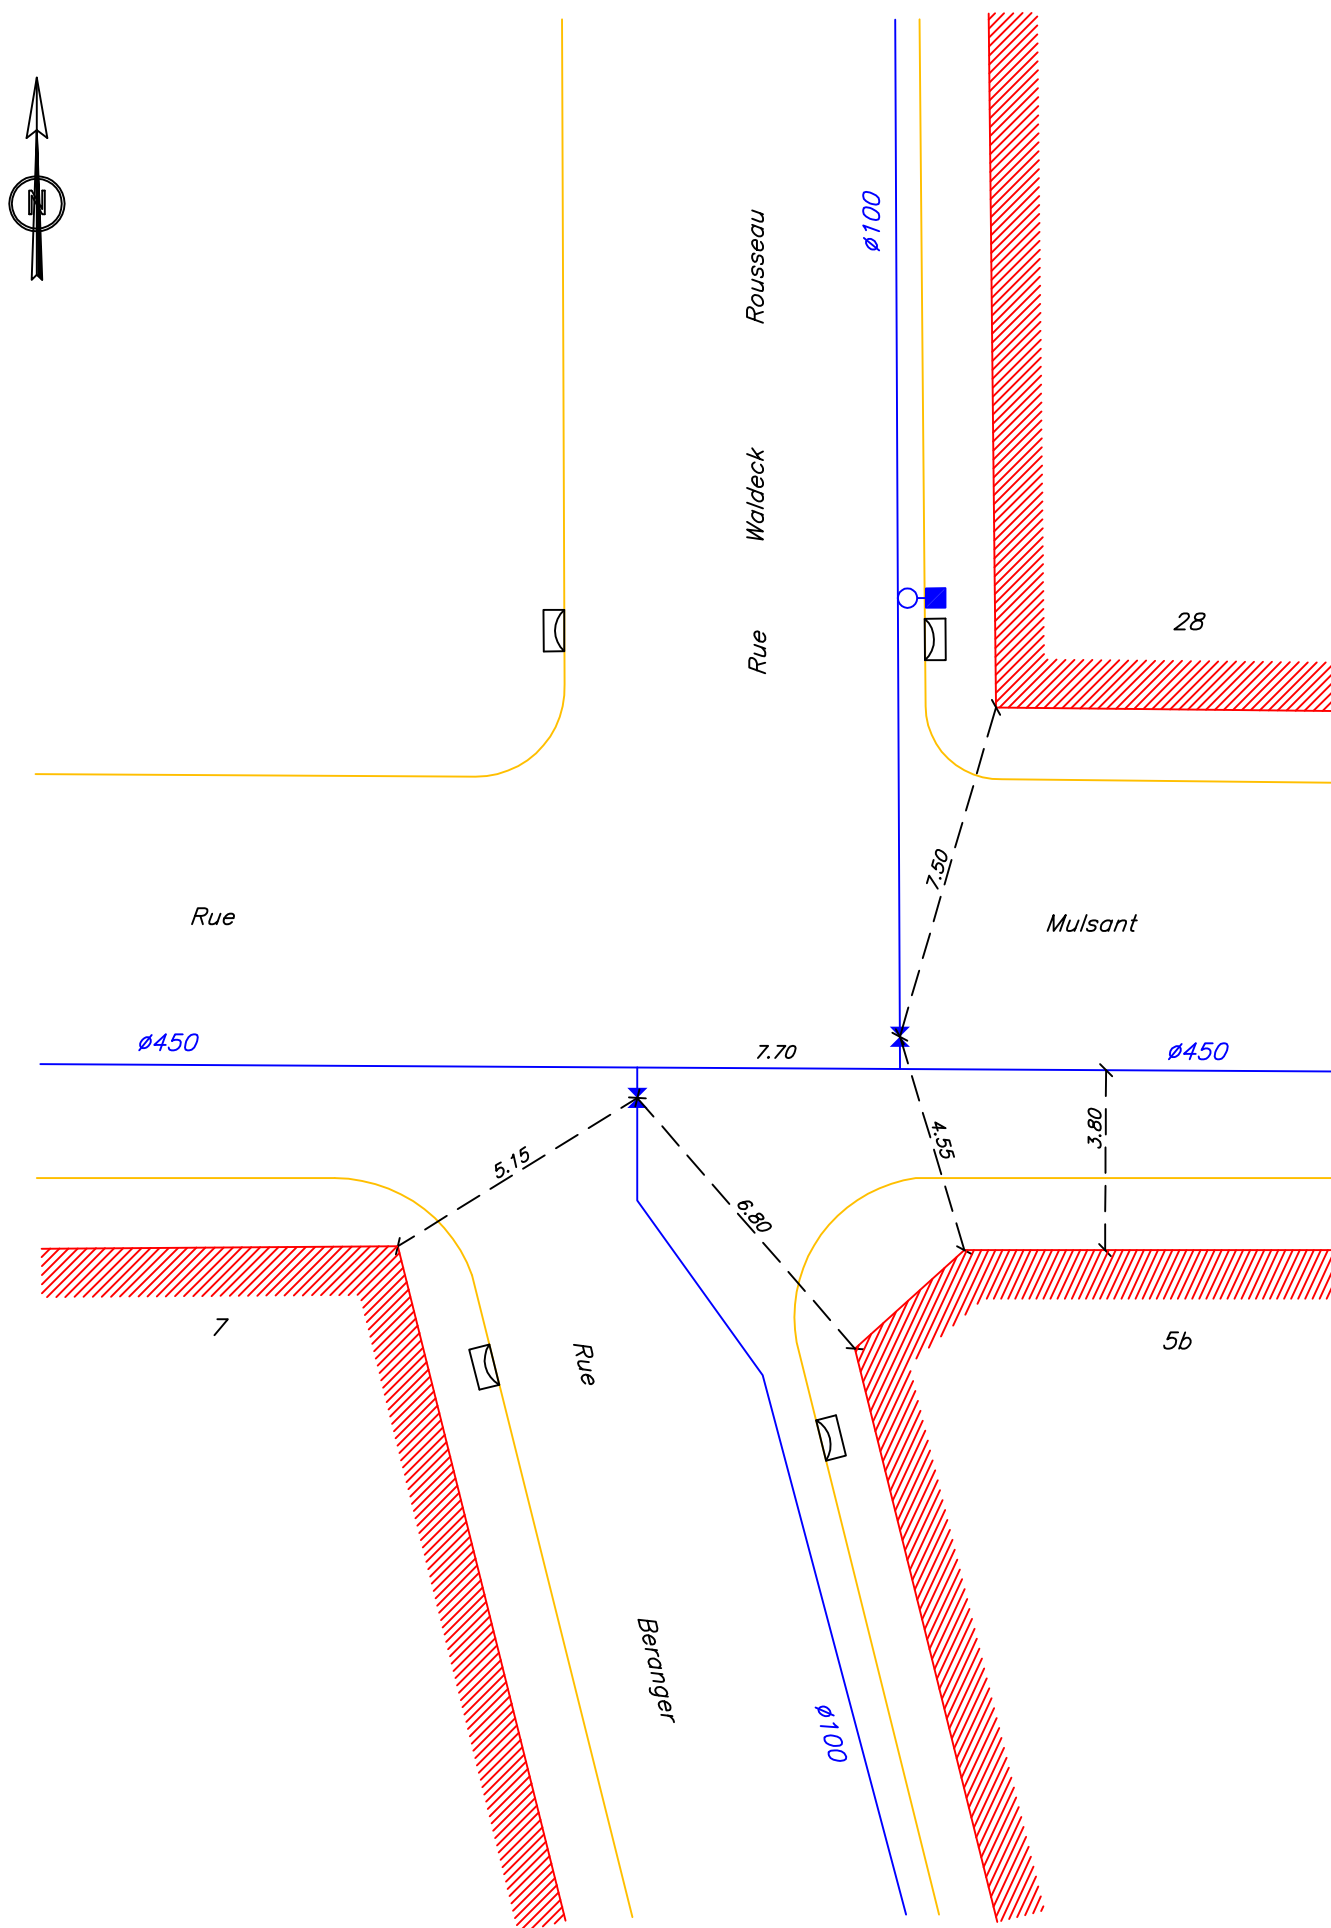 N
ø100
Rue Waldeck Rousseau
28
7.50
Rue Mulsant
ø450
7.70
ø450
3.80
4.55
5.15
6.80
7
5b
Rue Beranger
ø100